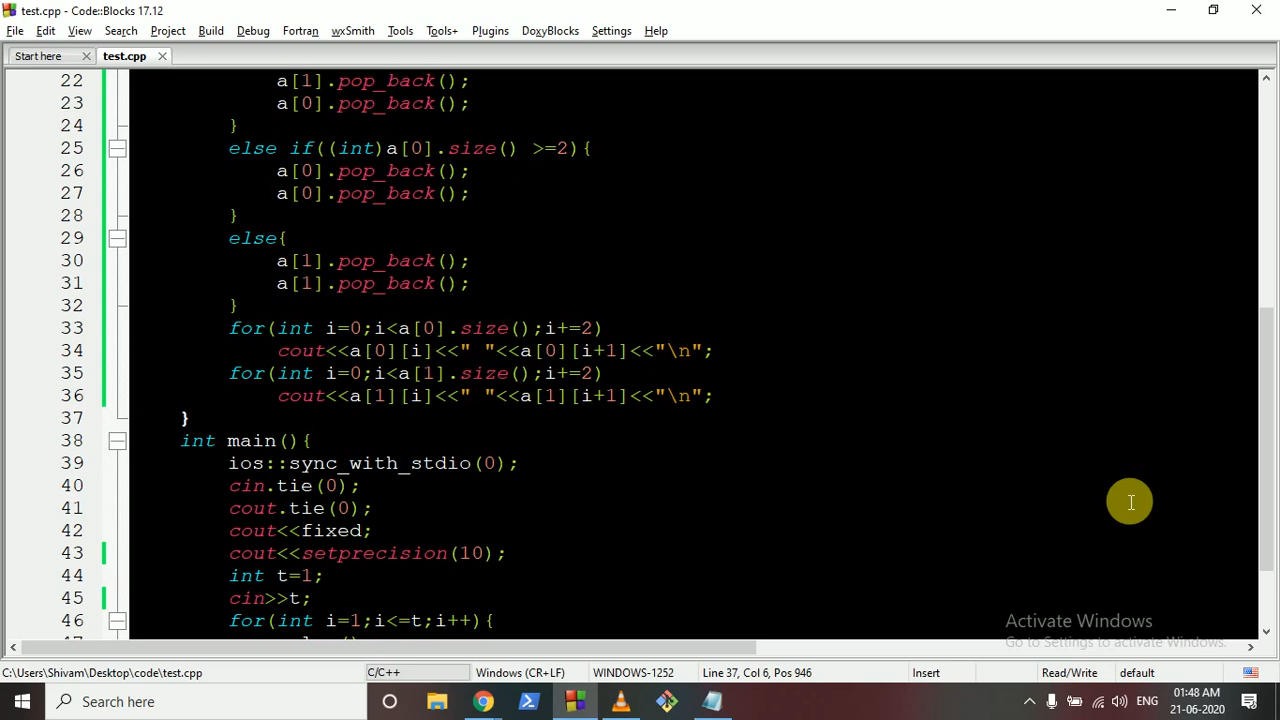 test.cpp - Code::Blocks 17.12
File Edit View Search Project Build Debug Fortran wxSmith Tools Tools+ Plugins DoxyBlocks Settings Help
Start here test.cpp
22 a[1].pop_back();
23 a[0].pop_back();
24 }
25 else if((int)a[0].size() >=2){
26 a[0].pop_back();
27 a[0].pop_back();
28 }
29 else{
30 a[1].pop_back();
31 a[1].pop_back();
32 }
33 for(int i=0;i<a[0].size();i+=2)
34 cout<<a[0][i]<<" "<<a[0][i+1]<<"\n";
35 for(int i=0;i<a[1].size();i+=2)
36 cout<<a[1][i]<<" "<<a[1][i+1]<<"\n";
37 }
38 int main(){
39 ios::sync_with_stdio(0);
40 cin.tie(0);
41 cout.tie(0);
42 cout<<fixed;
43 cout<<setprecision(10);
44 int t=1;
45 cin>>t;
46 for(int i=1;i<=t;i++){
Activate Windows
Go to Settings to activate Windows.
C:\Users\Shivam\Desktop\code\test.cpp C/C++ Windows (CR+LF) WINDOWS-1252 Line 37, Col 6, Pos 946 Insert Read/Write default
Search here ENG 01:48 AM
21-06-2020